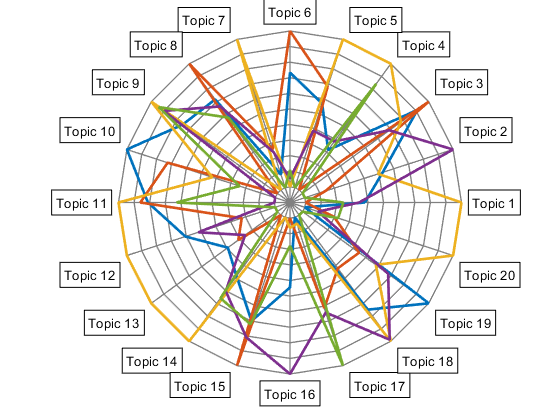 Topic 6
Topic 7
Topic 5
Topic 8
Topic 4
Topic 9
Topic 3
Topic 10
Topic 2
Topic 11
Topic 1
Topic 12
Topic 20
Topic 13
Topic 19
Topic 14
Topic 18
Topic 15
Topic 17
Topic 16